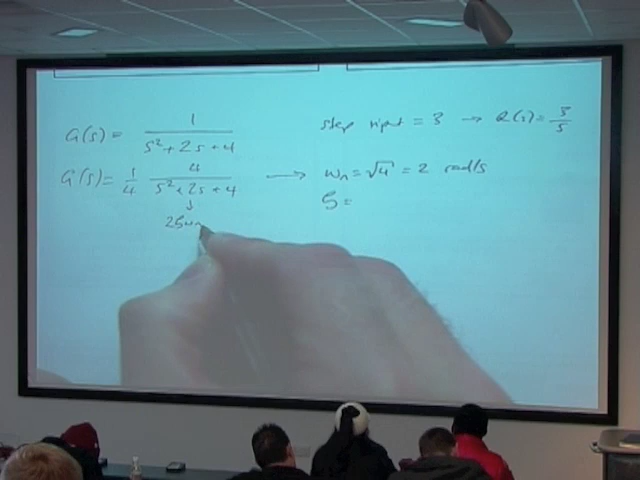 G(s) = 1 / s² + 2s + 4
step input = 3 → R(s) = 3/s
G(s) = 1/4 4 / s² + 2s + 4 → ωn = √4 = 2 rad/s
↓ ζ =
2ζωn